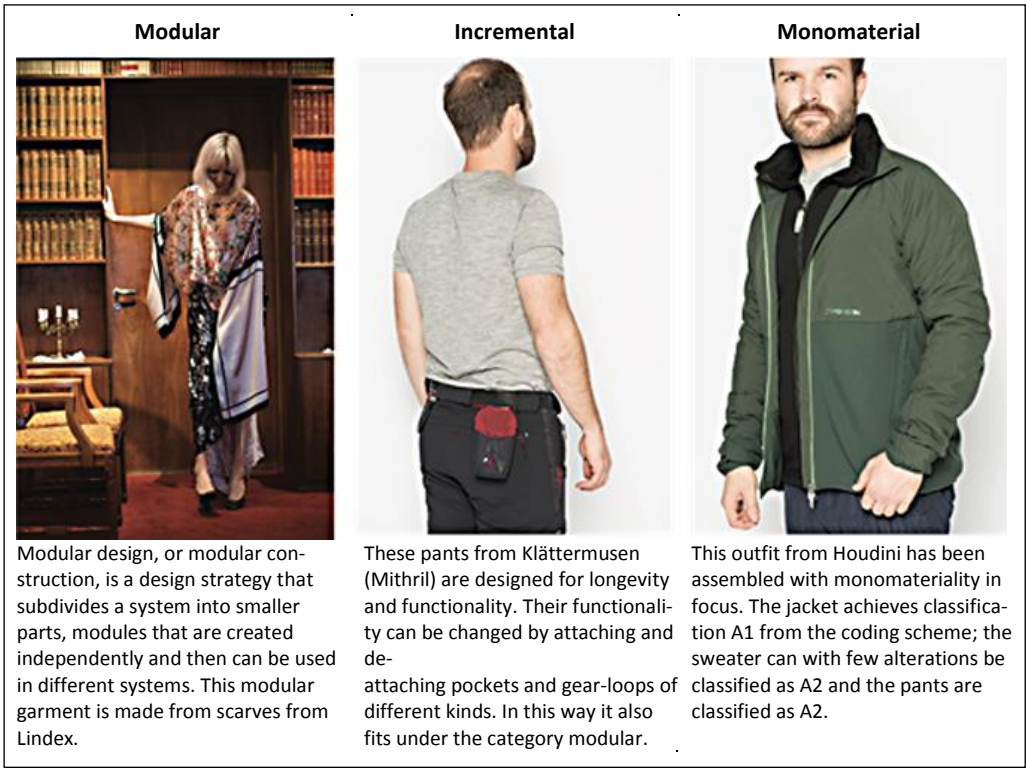 Modular
Incremental
Monomaterial
Modular design, or modular con-
struction, is a design strategy that
subdivides a system into smaller
parts, modules that are created
independently and then can be used
in different systems. This modular
garment is made from scarves from
Lindex.
These pants from Klättermusen
(Mithril) are designed for longevity
and functionality. Their functionali-
ty can be changed by attaching and
de-
attaching pockets and gear-loops of
different kinds. In this way it also
fits under the category modular.
This outfit from Houdini has been
assembled with monomateriality in
focus. The jacket achieves classifica-
tion A1 from the coding scheme; the
sweater can with few alterations be
classified as A2 and the pants are
classified as A2.